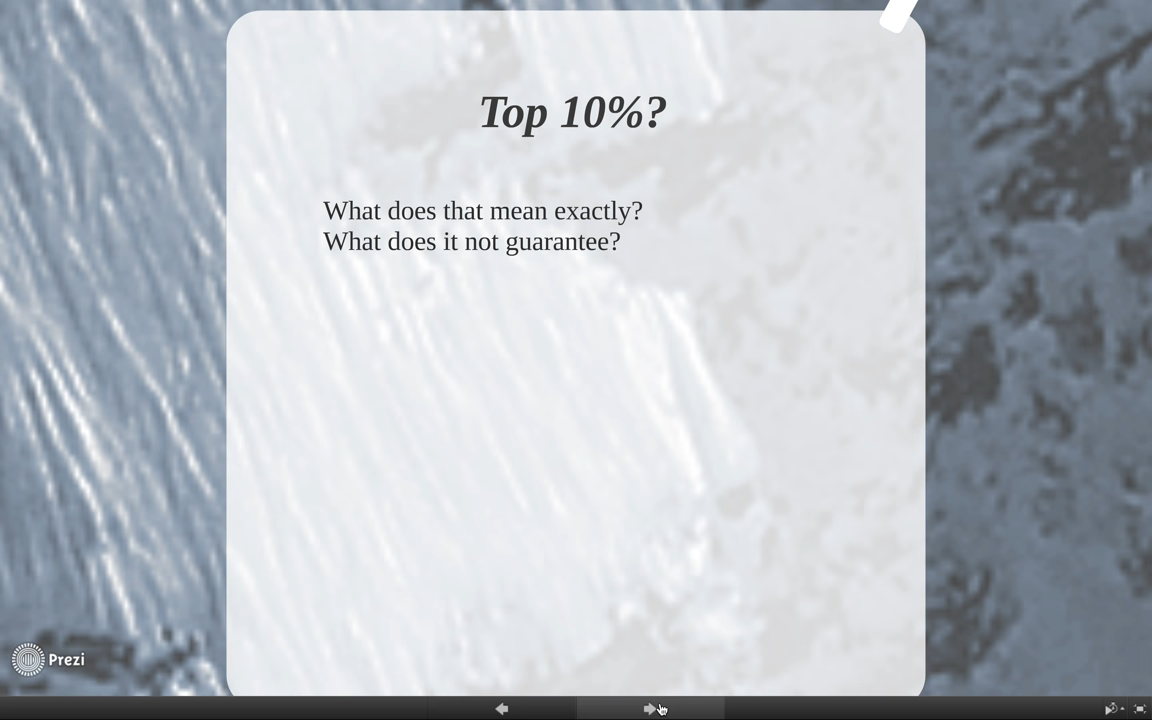 Top 10%?
What does that mean exactly?
What does it not guarantee?
Prezi